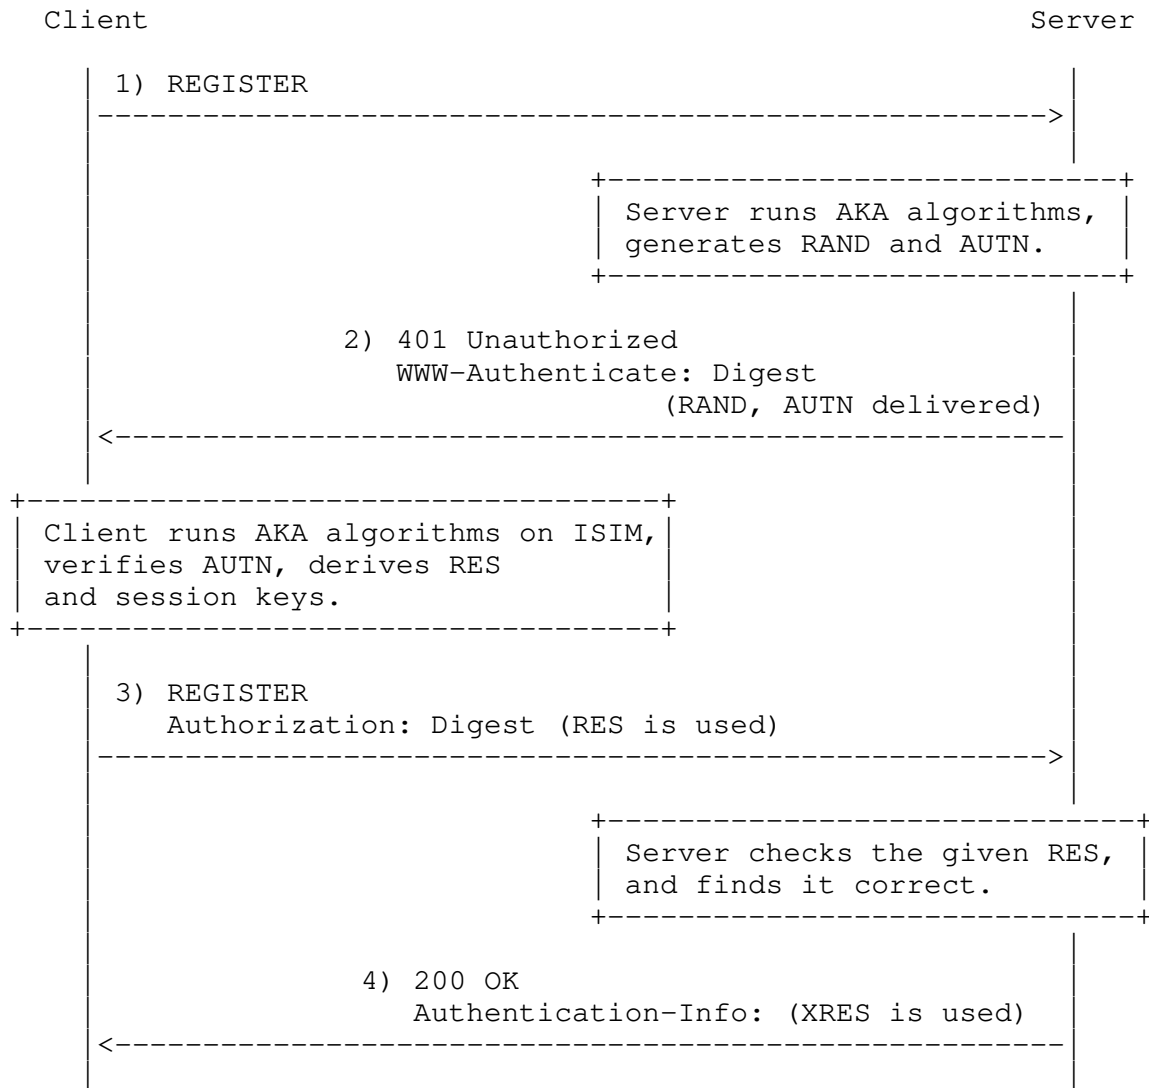 Client Server
1) REGISTER
Server runs AKA algorithms,
generates RAND and AUTN.
2) 401 Unauthorized
WWW-Authenticate: Digest
(RAND, AUTN delivered)
Client runs AKA algorithms on ISIM,
verifies AUTN, derives RES
and session keys.
3) REGISTER
Authorization: Digest (RES is used)
Server checks the given RES,
and finds it correct.
4) 200 OK
Authentication-Info: (XRES is used)